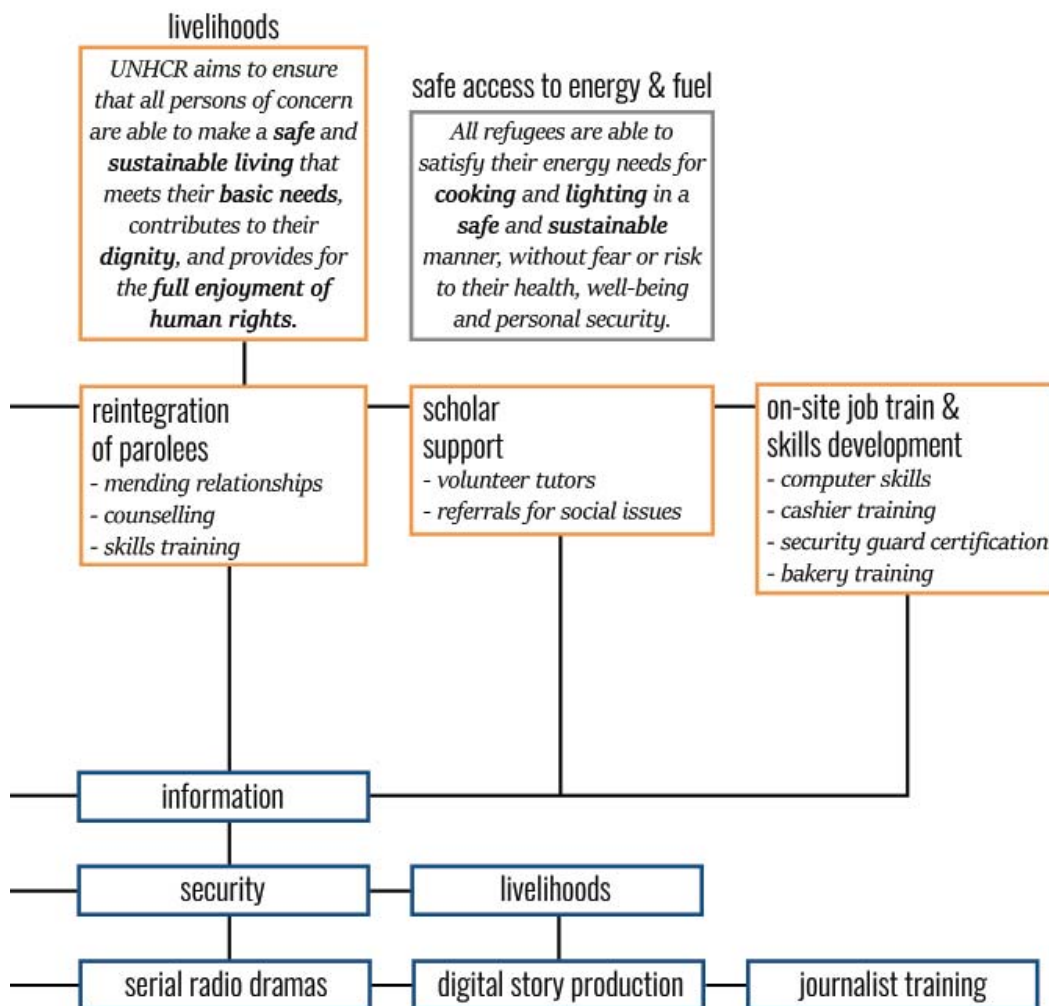 livelihoods
UNHCR aims to ensure
that all persons of concern
are able to make a safe and
sustainable living that
meets their basic needs,
contributes to their
dignity, and provides for
the full enjoyment of
human rights.
safe access to energy & fuel
All refugees are able to
satisfy their energy needs for
cooking and lighting in a
safe and sustainable
manner, without fear or risk
to their health, well-being
and personal security.
reintegration
of parolees
- mending relationships
- counselling
- skills training
scholar
support
- volunteer tutors
- referrals for social issues
on-site job train &
skills development
- computer skills
- cashier training
- security guard certification
- bakery training
information
security
livelihoods
serial radio dramas
digital story production
journalist training